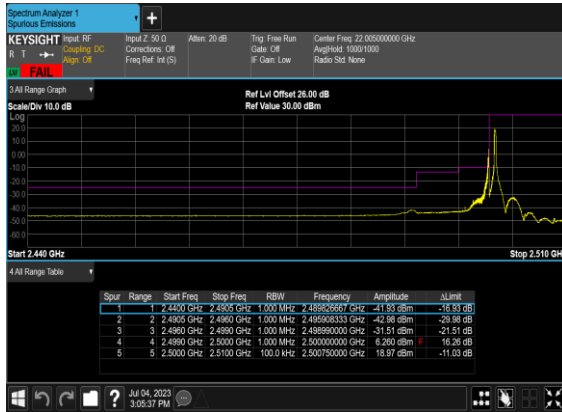 Spectrum Analyzer 1
Spurious Emissions
KEYSIGHT Input: RF Input Z: 50 Ω Atten: 20 dB Trig: Free Run Center Freq: 22.005000000 GHz
R T Coupling: DC Corrections: Off Gate: Off Avg|Hold: 1000/1000
Align: Off Freq Ref: Int (S) IF Gain: Low Radio Std: None
FAIL
3 All Range Graph Ref Lvl Offset 26.00 dB
Scale/Div 10.0 dB Ref Value 30.00 dBm
Log
20.0
10.0
0.00
-10.0
-20.0
-30.0
-40.0
-50.0
-60.0
Start 2.440 GHz Stop 2.510 GH
4 All Range Table
Spur Range Start Freq Stop Freq RBW Frequency Amplitude ΔLimit
1 1 2.4400 GHz 2.4905 GHz 1.000 MHz 2.489826667 GHz -41.93 dBm -16.93 dB
2 2 2.4905 GHz 2.4960 GHz 1.000 MHz 2.495908333 GHz -42.98 dBm -29.98 dB
3 3 2.4960 GHz 2.4990 GHz 1.000 MHz 2.498990000 GHz -31.51 dBm -21.51 dB
4 4 2.4990 GHz 2.5000 GHz 1.000 MHz 2.500000000 GHz 6.260 dBm F 16.26 dB
5 5 2.5000 GHz 2.5100 GHz 100.0 kHz 2.500750000 GHz 18.97 dBm -11.03 dB
Jul 04, 2023
3:05:37 PM